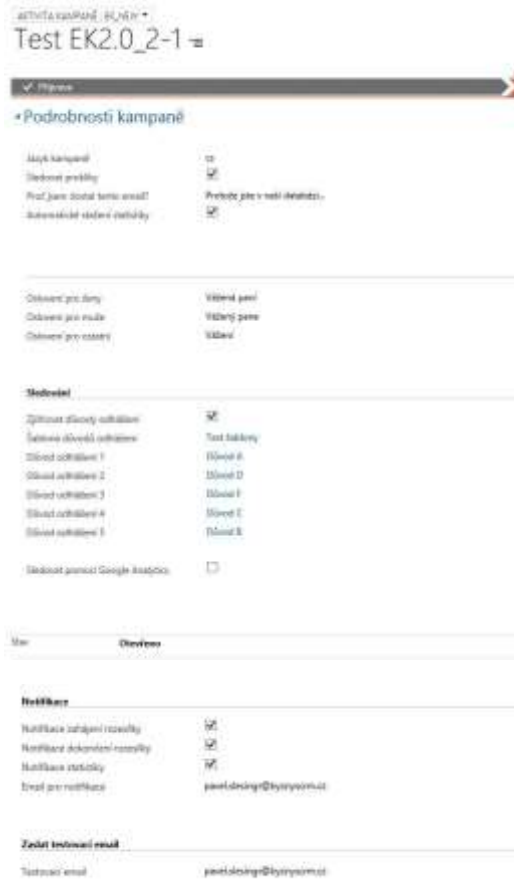 AKTIVITA KAMPANĚ
Test EK2.0_2-1
Příprava
Podrobnosti kampaně
Jazyk kampaně cz
Sledovat prokliky
Proč jsem dostal tento email? Protože jste v naší databázi...
Automatické stažení statistiky
Oslovení pro ženy Vážená paní
Oslovení pro muže Vážený pane
Oslovení pro ostatní Vážení
Sledování
Zjišťovat důvody odhlášení
Šablona důvodů odhlášení Test šablony
Důvod odhlášení 1 Důvod A
Důvod odhlášení 2 Důvod D
Důvod odhlášení 3 Důvod F
Důvod odhlášení 4 Důvod C
Důvod odhlášení 5 Důvod B
Sledovat pomocí Google Analytics
Stav Otevřeno
Notifikace
Notifikace zahájení rozesílky
Notifikace dokončení rozesílky
Notifikace statistiky
Email pro notifikace
Zaslat testovací email
Testovací email